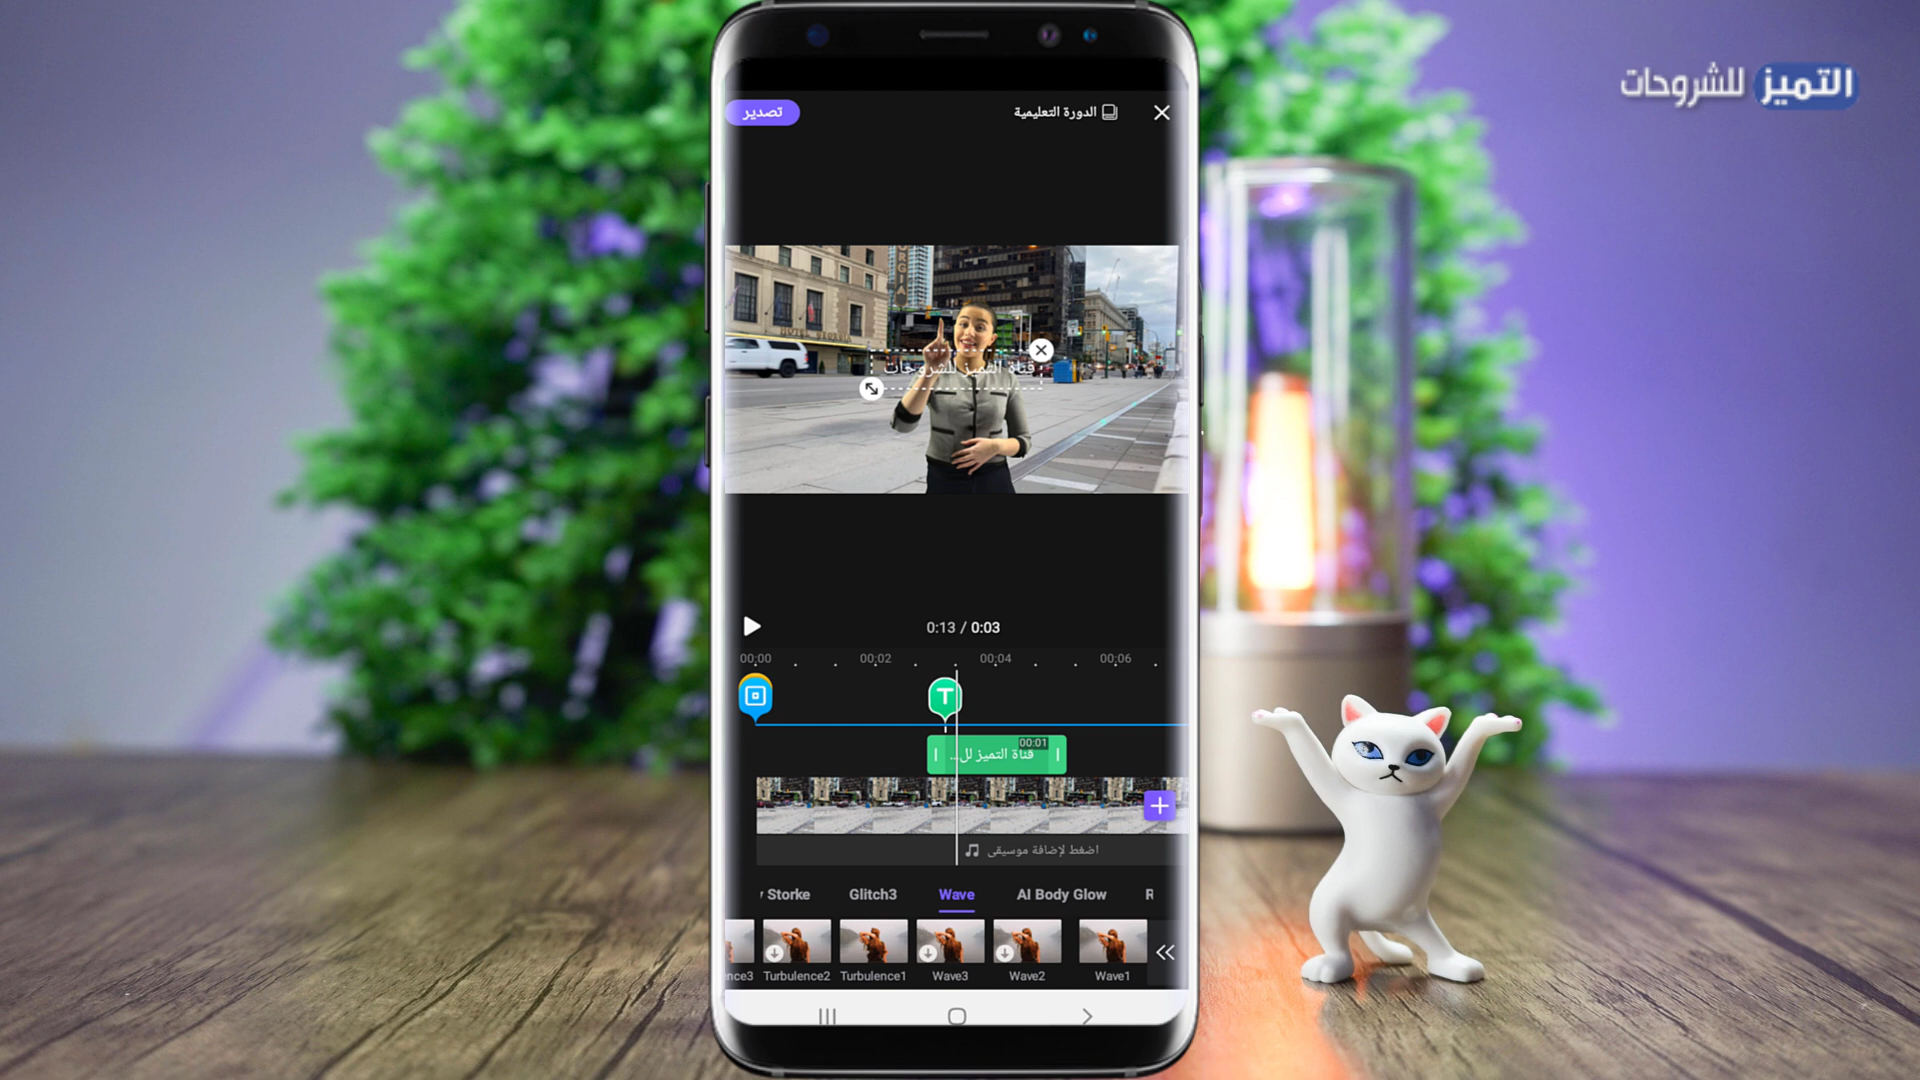 التميز للشروحات
تصدير
الدورة التعليمية
قناة التميز للشروحات
0:13 / 0:03
00:00
00:02
00:04
00:06
T
00:01
قناة التميز لل...
اضغط لإضافة موسيقى
Storke
Glitch3
Wave
AI Body Glow
Turbulence2
Turbulence1
Wave3
Wave2
Wave1